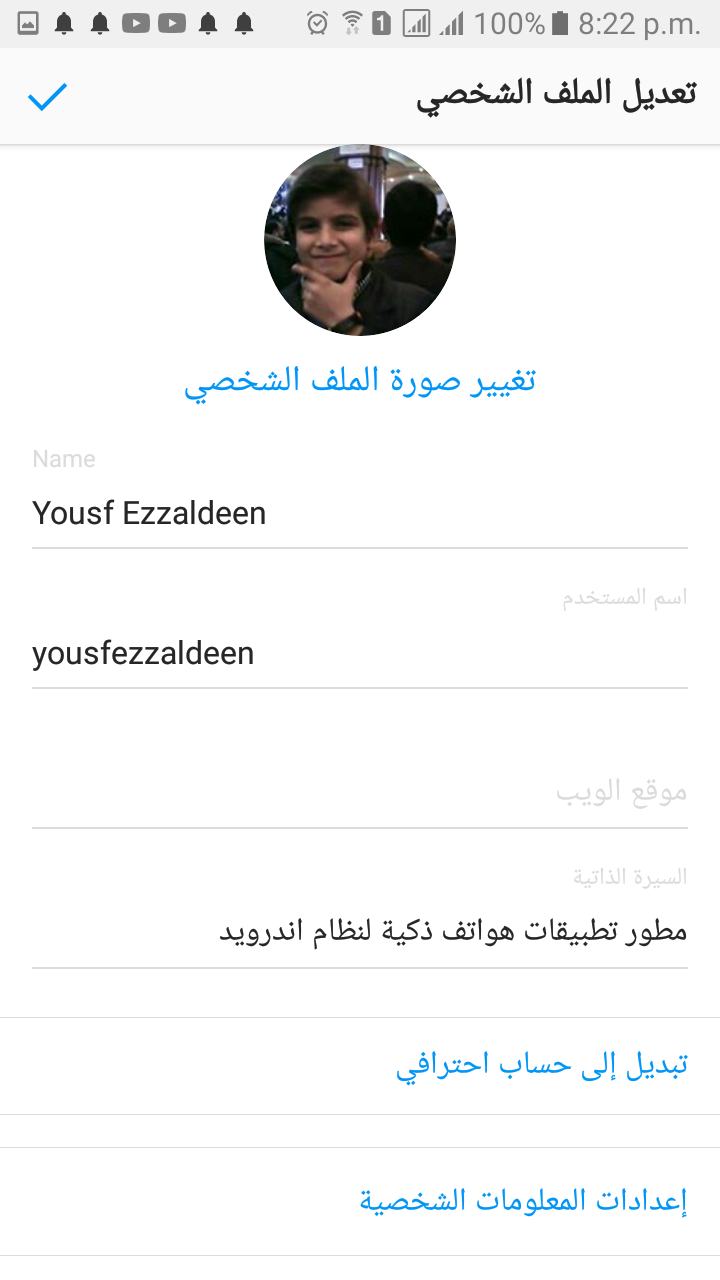 100% 8:22 p.m.
تعديل الملف الشخصي
تغيير صورة الملف الشخصي
Name
Yousf Ezzaldeen
اسم المستخدم
yousfezzaldeen
موقع الويب
السيرة الذاتية
مطور تطبيقات هواتف ذكية لنظام اندرويد
تبديل إلى حساب احترافي
إعدادات المعلومات الشخصية